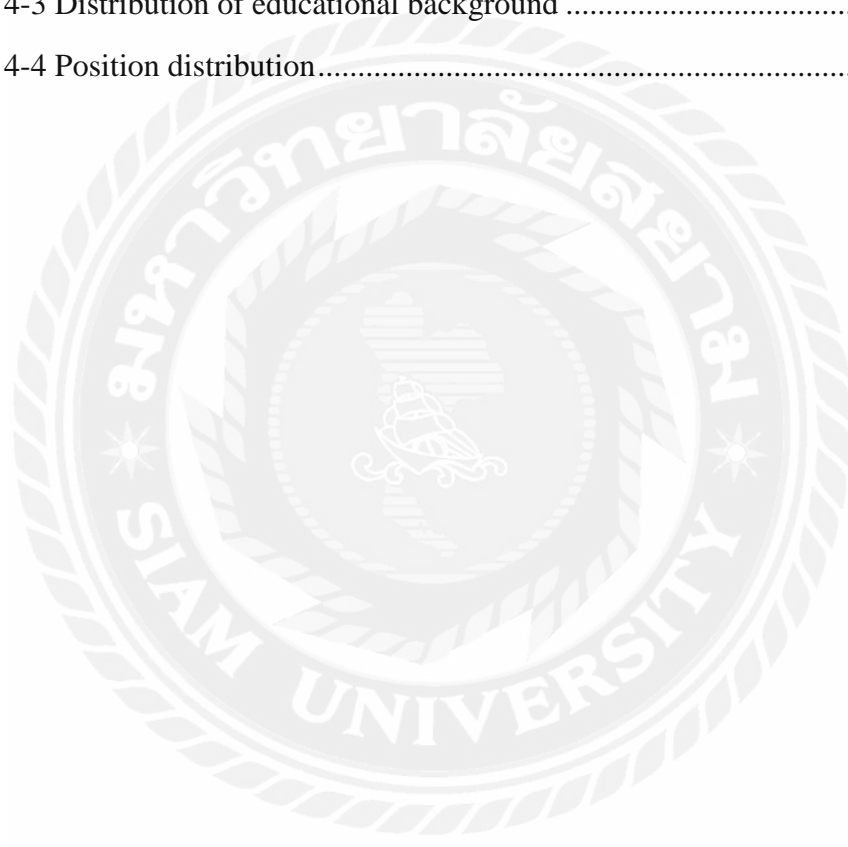 4-3 Distribution of educational background ..............................
4-4 Position distribution........................................................
มหาวิทยาลัยสยาม
SIAM UNIVERSITY